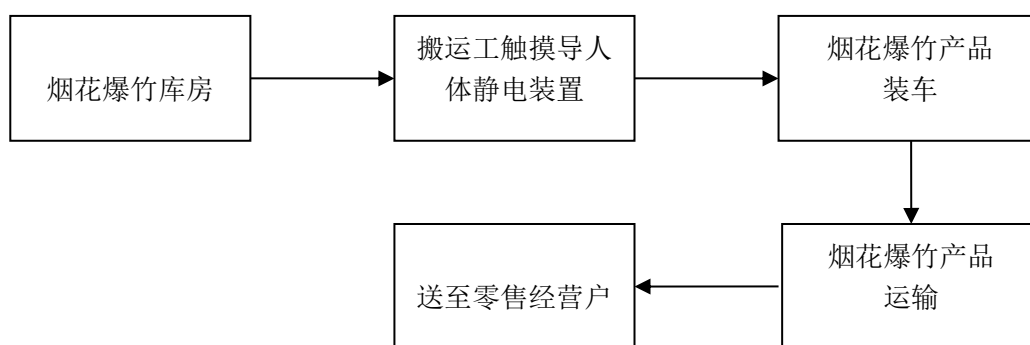 烟花爆竹库房
搬运工触摸导人
体静电装置
烟花爆竹产品
装车
烟花爆竹产品
运输
送至零售经营户